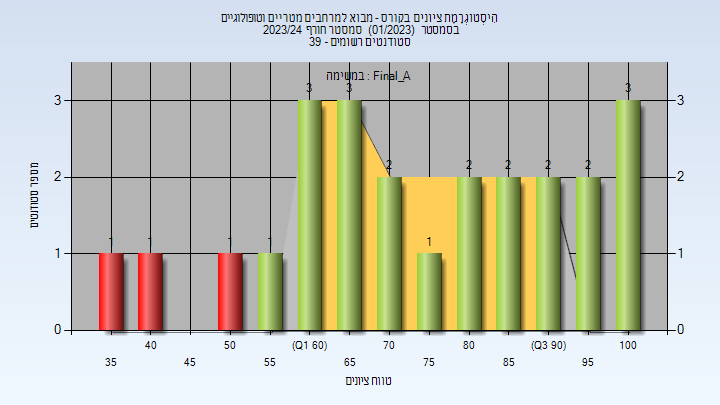 היסטוגרמת ציונים בקורס - מבוא למרחבים מטריים וטופולוגיים
בסמסטר (01/2023) סמסטר חורף 2023/24
סטודנטים רשומים - 39
במשימה : Final_A
3 3 3
1 1 1 1 3 3 2 1 2 2 2 2 3
2 2
1 1
0 0
מספר סטודנטים
40 50 (Q1 60) 70 80 (Q3 90) 100
35 45 55 65 75 85 95
טווח ציונים